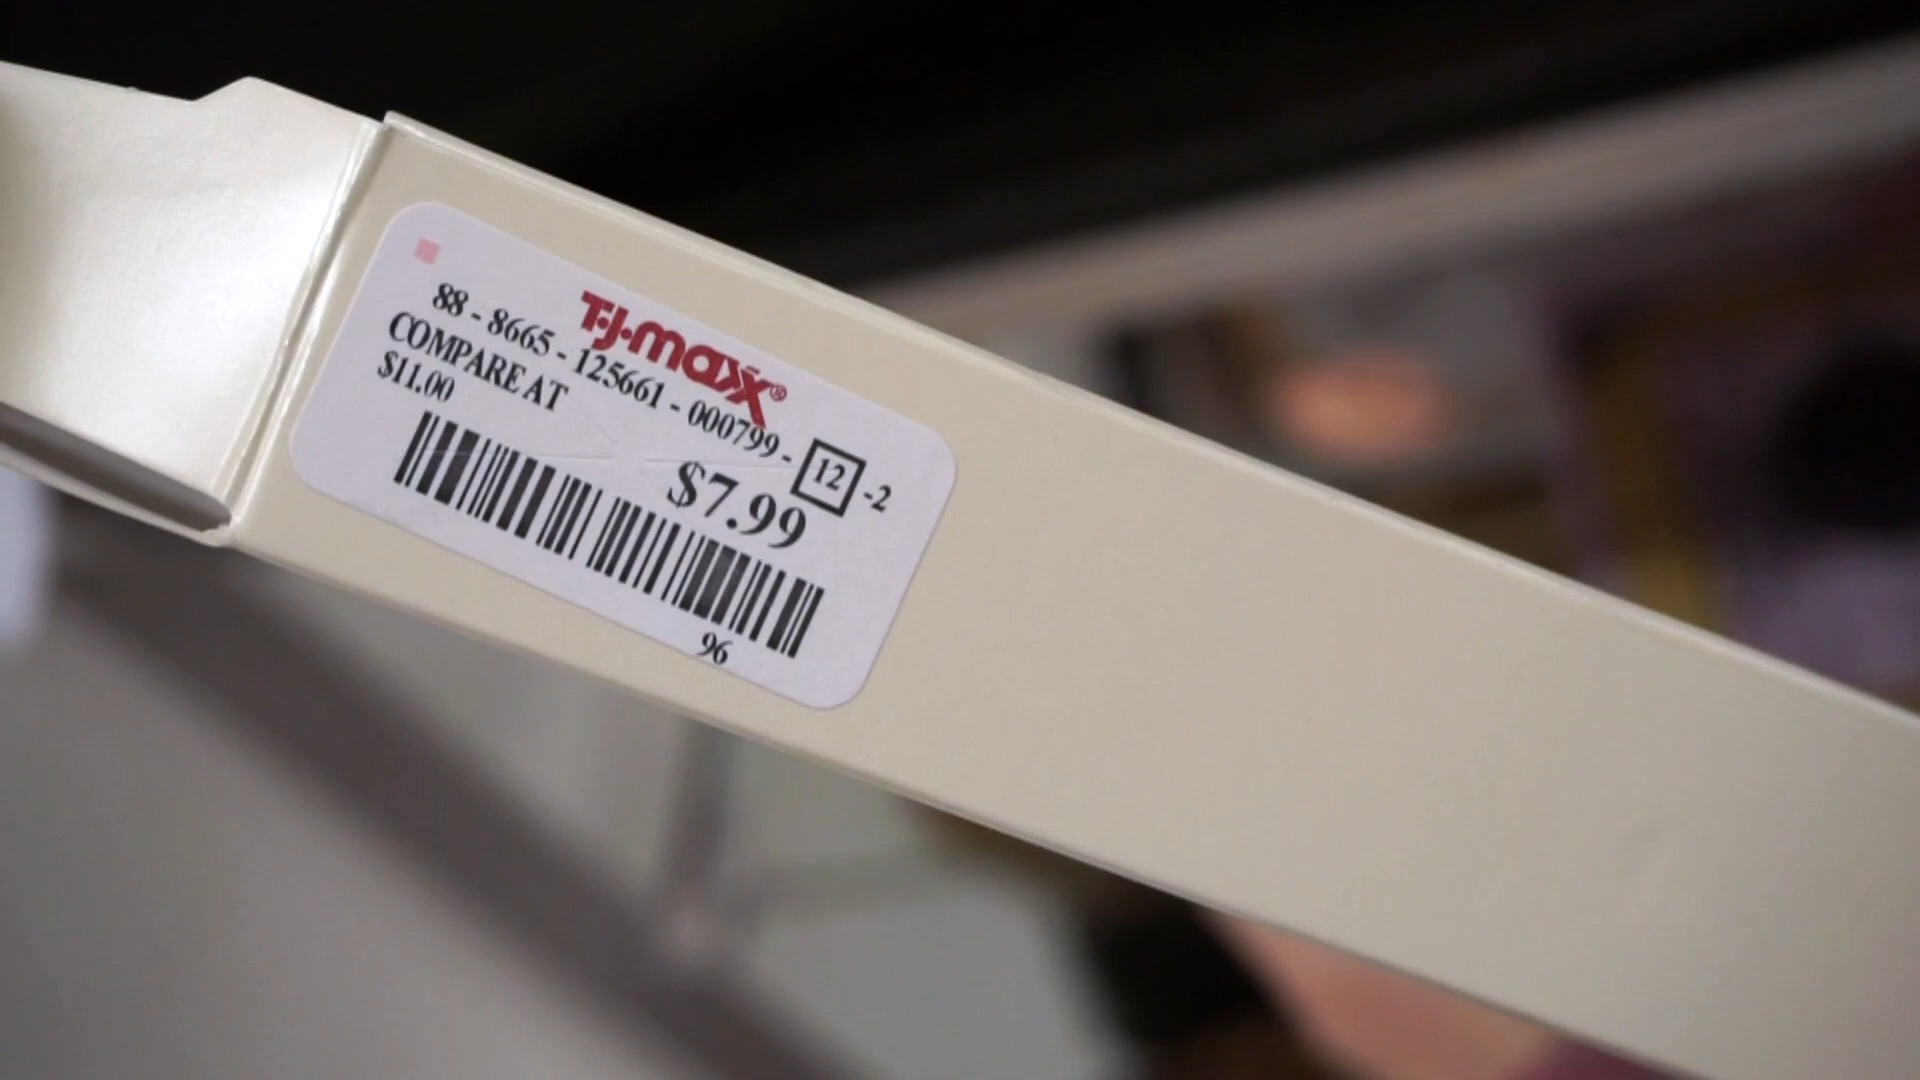 T•J•maxx®
88 - 8665 - 125661 - 000799 - 12 -2
COMPARE AT
$11.00
$7.99
96